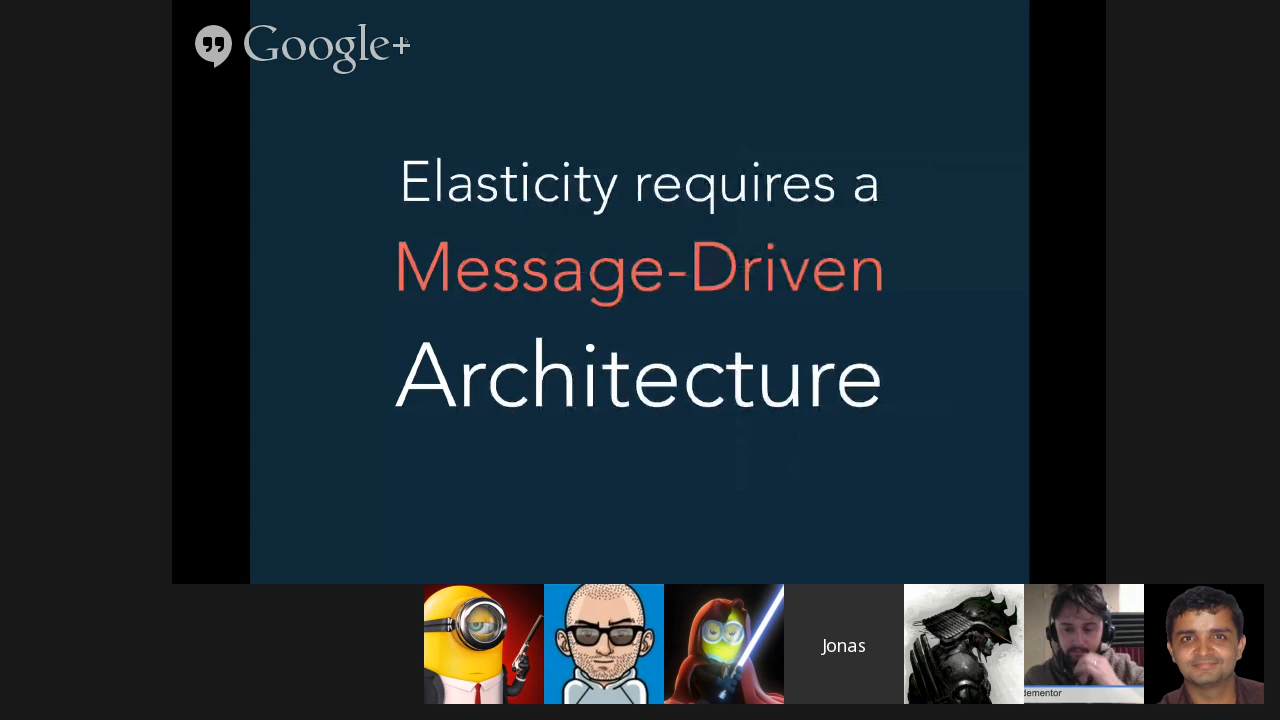 Google+
Elasticity requires a
Message-Driven
Architecture
Jonas
dementor